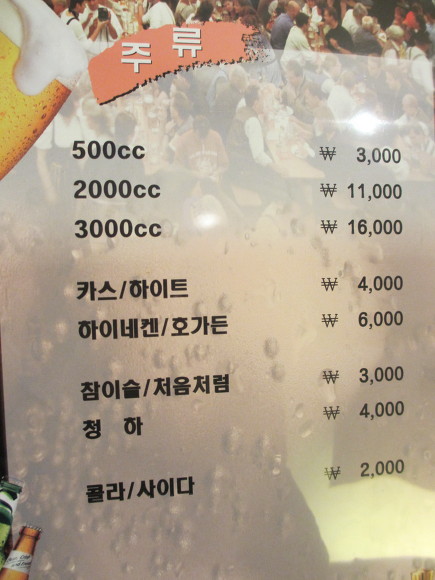 주류
500cc ₩ 3,000
2000cc ₩ 11,000
3000cc ₩ 16,000
카스/하이트 ₩ 4,000
하이네켄/호가든 ₩ 6,000
참이슬/처음처럼 ₩ 3,000
청 하 ₩ 4,000
콜라/사이다 ₩ 2,000